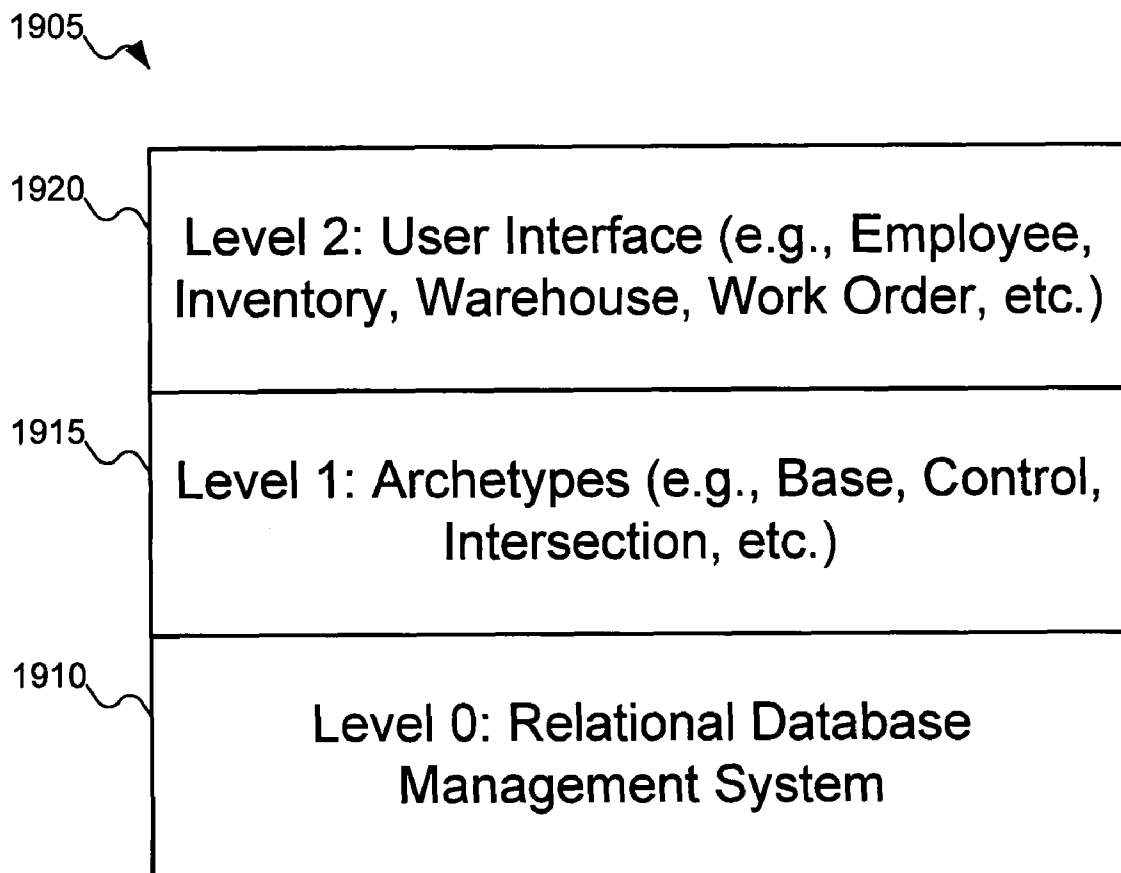 1905
1920
Level 2: User Interface (e.g., Employee,
Inventory, Warehouse, Work Order, etc.)
1915
Level 1: Archetypes (e.g., Base, Control,
Intersection, etc.)
1910
Level 0: Relational Database
Management System